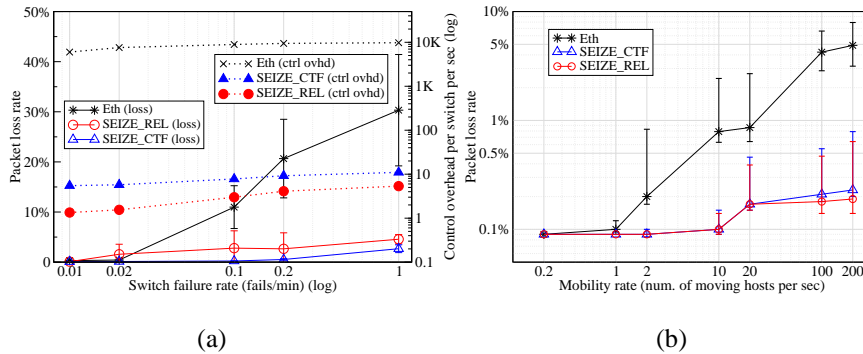 50%
40%
30%
20%
10%
0
Packet loss rate
0.01
0.02
0.1
0.2
1
Switch failure rate (fails/min) (log)
10K
1K
100
10
1
0.1
Control overhead per switch per sec (log)
Eth (ctrl ovhd)
SEIZE_CTF (ctrl ovhd)
SEIZE_REL (ctrl ovhd)
Eth (loss)
SEIZE_REL (loss)
SEIZE_CTF (loss)
(a)
10%
5%
1%
0.5%
0.1%
Packet loss rate
0.2
1
2
10
20
100
200
Mobility rate (num. of moving hosts per sec)
Eth
SEIZE_CTF
SEIZE_REL
(b)